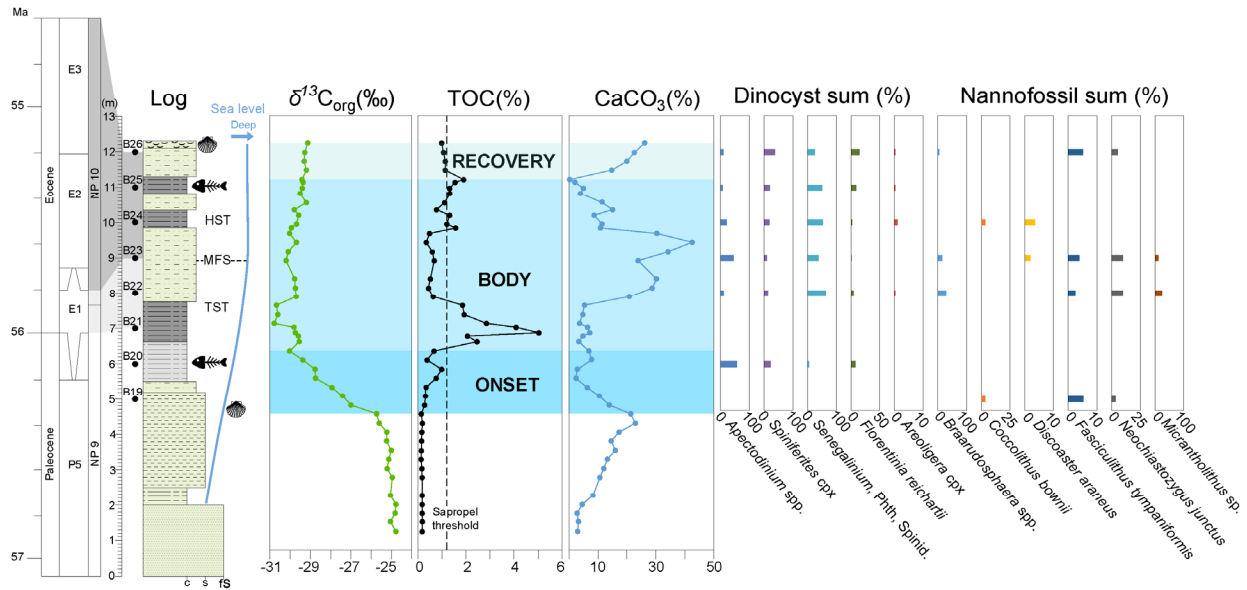 Ma
55
56
57
Eocene
Paleocene
E3
E2
E1
P5
NP 10
NP 9
(m)
13
12
11
10
9
8
7
6
5
4
3
2
1
0
Log
Sea level
Deep
B26
B25
B24
B23
B22
B21
B20
B19
HST
MFS
TST
c s fS
δ13Corg(‰)
-31 -29 -27 -25
TOC(%)
0 2 4 6
Sapropel
threshold
CaCO3(%)
10 30 50
RECOVERY
BODY
ONSET
Dinocyst sum (%)
Nannofossil sum (%)
0 100
Apectodinium spp.
0 100
Spiniferites cpx
0 100
Senegalinium, Phth, Spinid.
0 50
Florentinia reichartii
0 10
Areoligera cpx
0 100
Braarudosphaera spp.
0 25
Coccolithus bownii
0 10
Discoaster araneus
0 10
Fasciculithus tympaniformis
0 25
Neochiastozygus junctus
0 100
Micrantholithus sp.